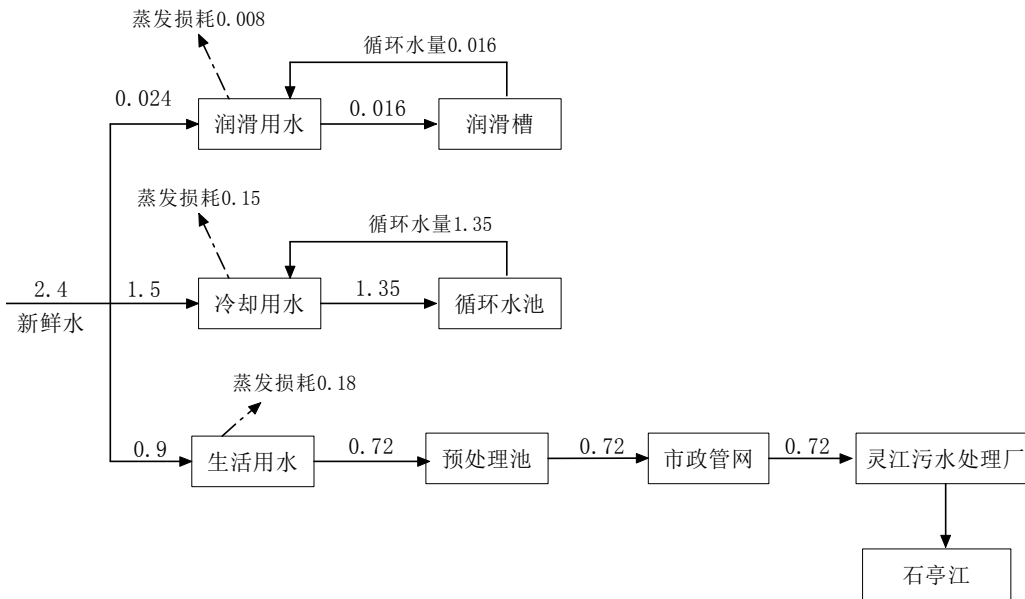 蒸发损耗0.008
循环水量0.016
0.024
润滑用水
0.016
润滑槽
蒸发损耗0.15
循环水量1.35
2.4
新鲜水
1.5
冷却用水
1.35
循环水池
蒸发损耗0.18
0.9
生活用水
0.72
预处理池
0.72
市政管网
0.72
灵江污水处理厂
石亭江